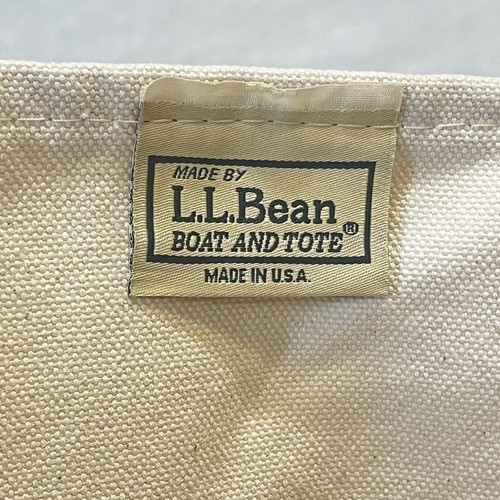 MADE BY
L.L.Bean
BOAT AND TOTE®
MADE IN U.S.A.